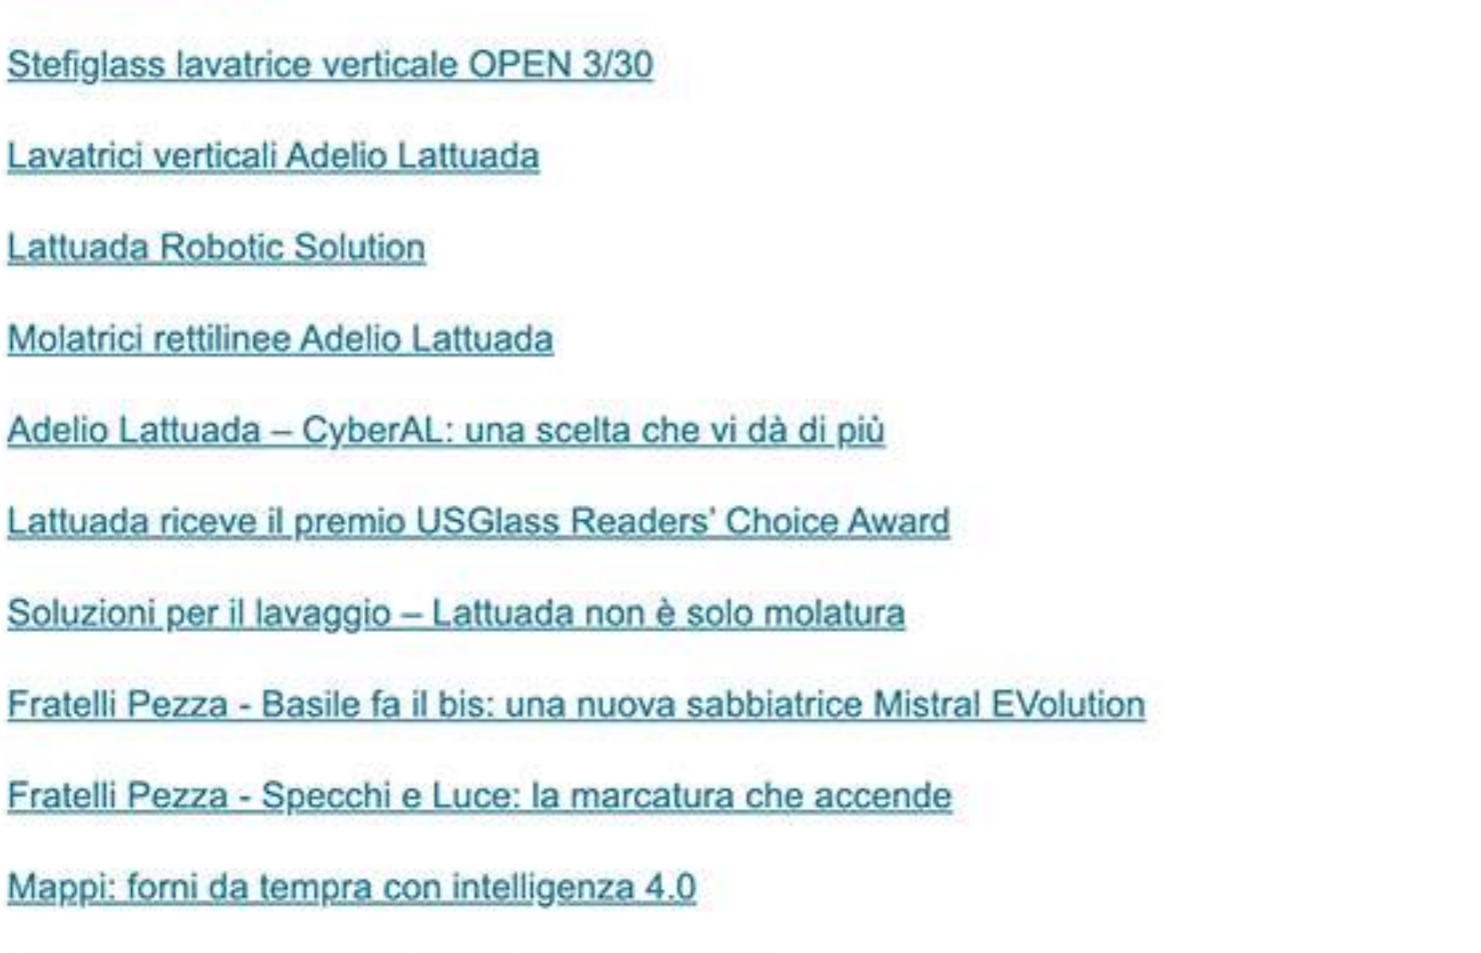 Stefiglass lavatrice verticale OPEN 3/30
Lavatrici verticali Adelio Lattuada
Lattuada Robotic Solution
Molatrici rettilinee Adelio Lattuada
Adelio Lattuada – CyberAL: una scelta che vi dà di più
Lattuada riceve il premio USGlass Readers’ Choice Award
Soluzioni per il lavaggio – Lattuada non è solo molatura
Fratelli Pezza - Basile fa il bis: una nuova sabbiatrice Mistral EVolution
Fratelli Pezza - Specchi e Luce: la marcatura che accende
Mappi: forni da tempra con intelligenza 4.0